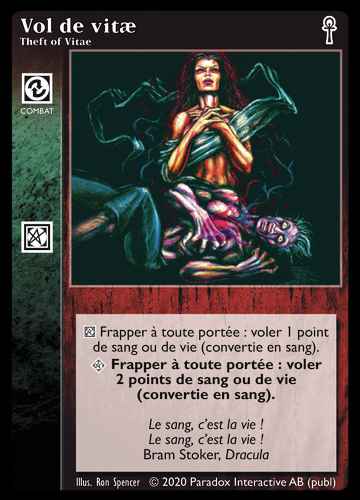 Vol de vitæ
Theft of Vitae
COMBAT
Frapper à toute portée : voler 1 point
de sang ou de vie (convertie en sang).
Frapper à toute portée : voler
2 points de sang ou de vie
(convertie en sang).
Le sang, c'est la vie !
Le sang, c'est la vie !
Bram Stoker, Dracula
Illus. Ron Spencer © 2020 Paradox Interactive AB (publ)